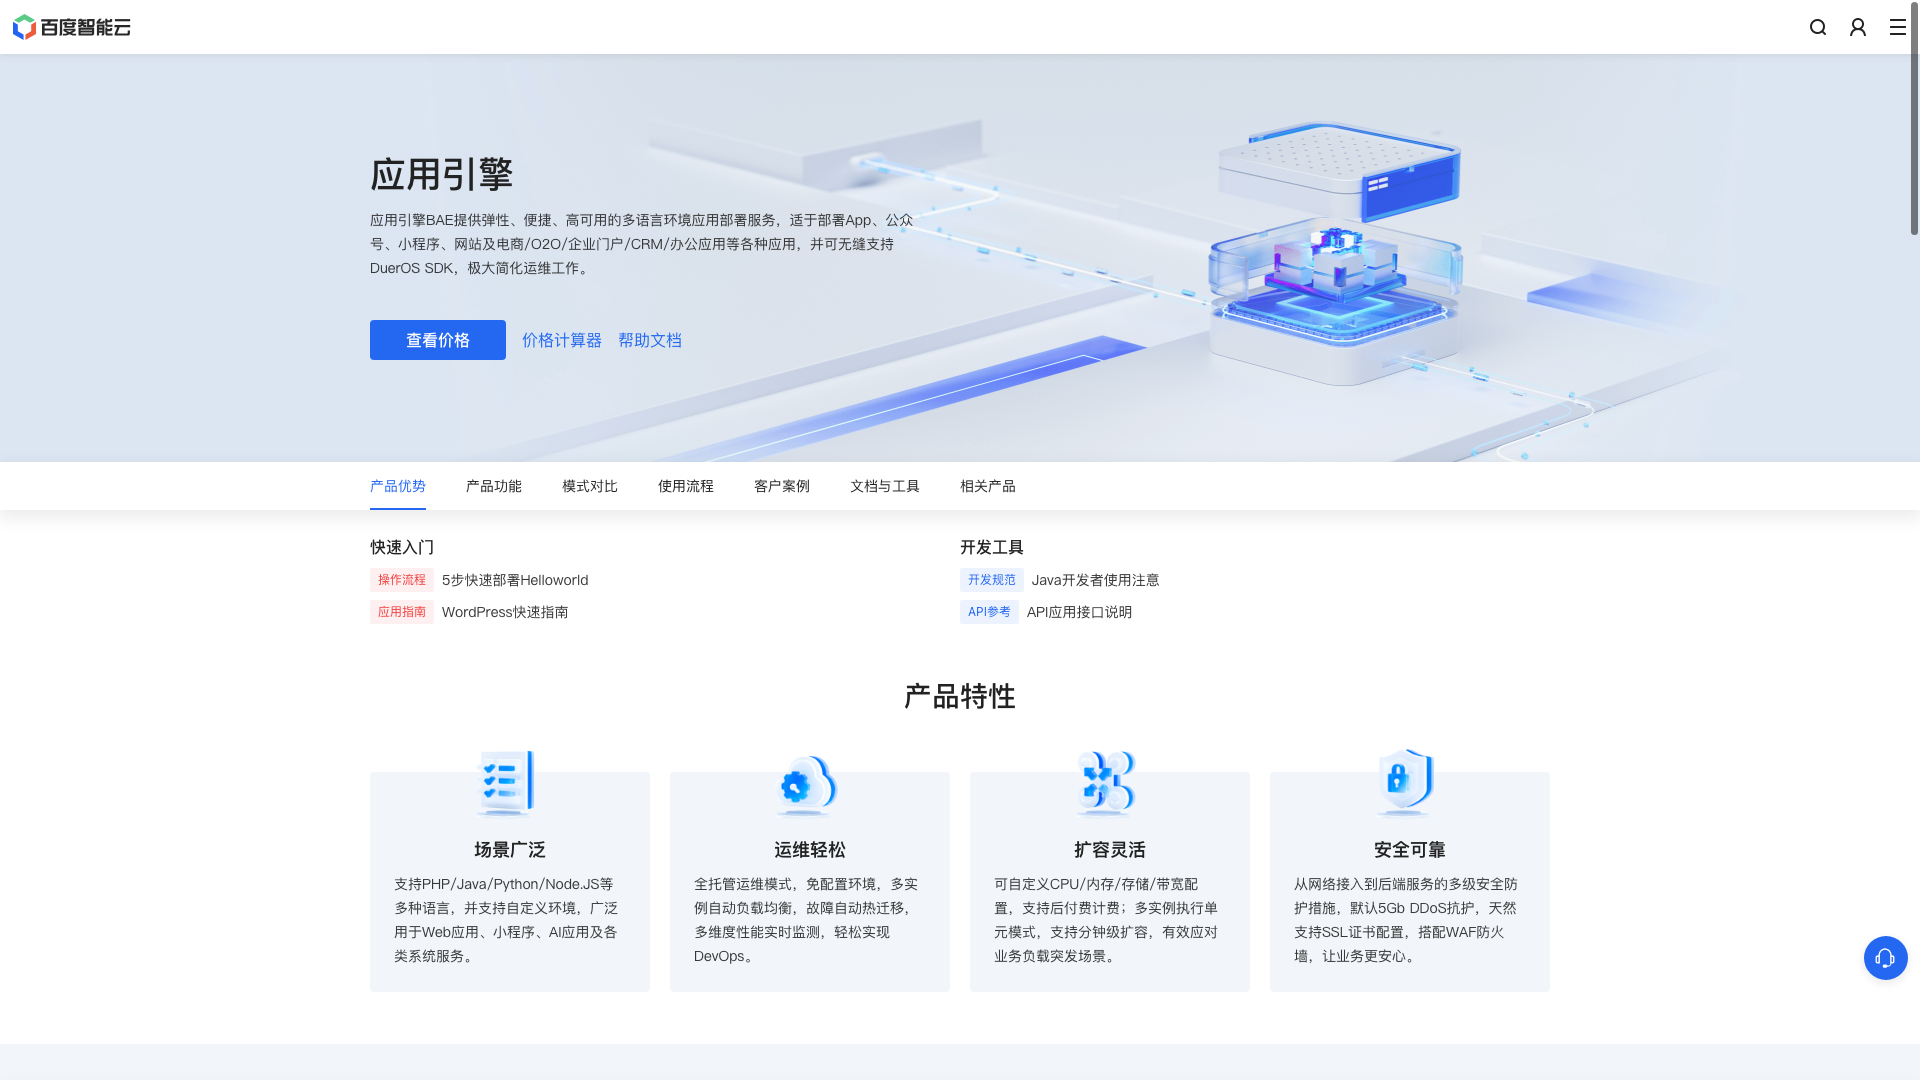 百度智能云
应用引擎
应用引擎BAE提供弹性、便捷、高可用的多语言环境应用部署服务，适于部署App、公众
号、小程序、网站及电商/O2O/企业门户/CRM/办公应用等各种应用，并可无缝支持
DuerOS SDK，极大简化运维工作。
查看价格 价格计算器 帮助文档
产品优势 产品功能 模式对比 使用流程 客户案例 文档与工具 相关产品
快速入门
操作流程 5步快速部署Helloworld
应用指南 WordPress快速指南
开发工具
开发规范 Java开发者使用注意
API参考 API应用接口说明
产品特性
场景广泛
支持PHP/Java/Python/Node.JS等
多种语言，并支持自定义环境，广泛
用于Web应用、小程序、AI应用及各
类系统服务。
运维轻松
全托管运维模式，免配置环境，多实
例自动负载均衡，故障自动热迁移，
多维度性能实时监测，轻松实现
DevOps。
扩容灵活
可自定义CPU/内存/存储/带宽配
置，支持后付费计费；多实例执行单
元模式，支持分钟级扩容，有效应对
业务负载突发场景。
安全可靠
从网络接入到后端服务的多级安全防
护措施，默认5Gb DDoS抗护，天然
支持SSL证书配置，搭配WAF防火
墙，让业务更安心。